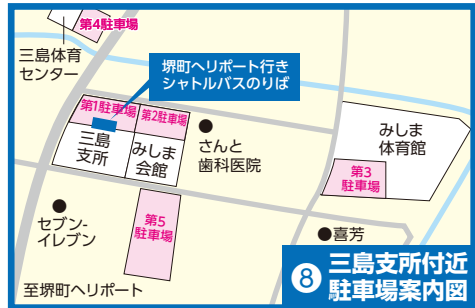 第4駐車場
三島体育
センター
堺町ヘリポート行き
シャトルバスのりば
第1駐車場
第2駐車場
三島
支所
みしま
会館
さんと
歯科医院
みしま
体育館
第3
駐車場
第5
駐車場
セブン-
イレブン
喜芳
至堺町ヘリポート
8 三島支所付近
駐車場案内図